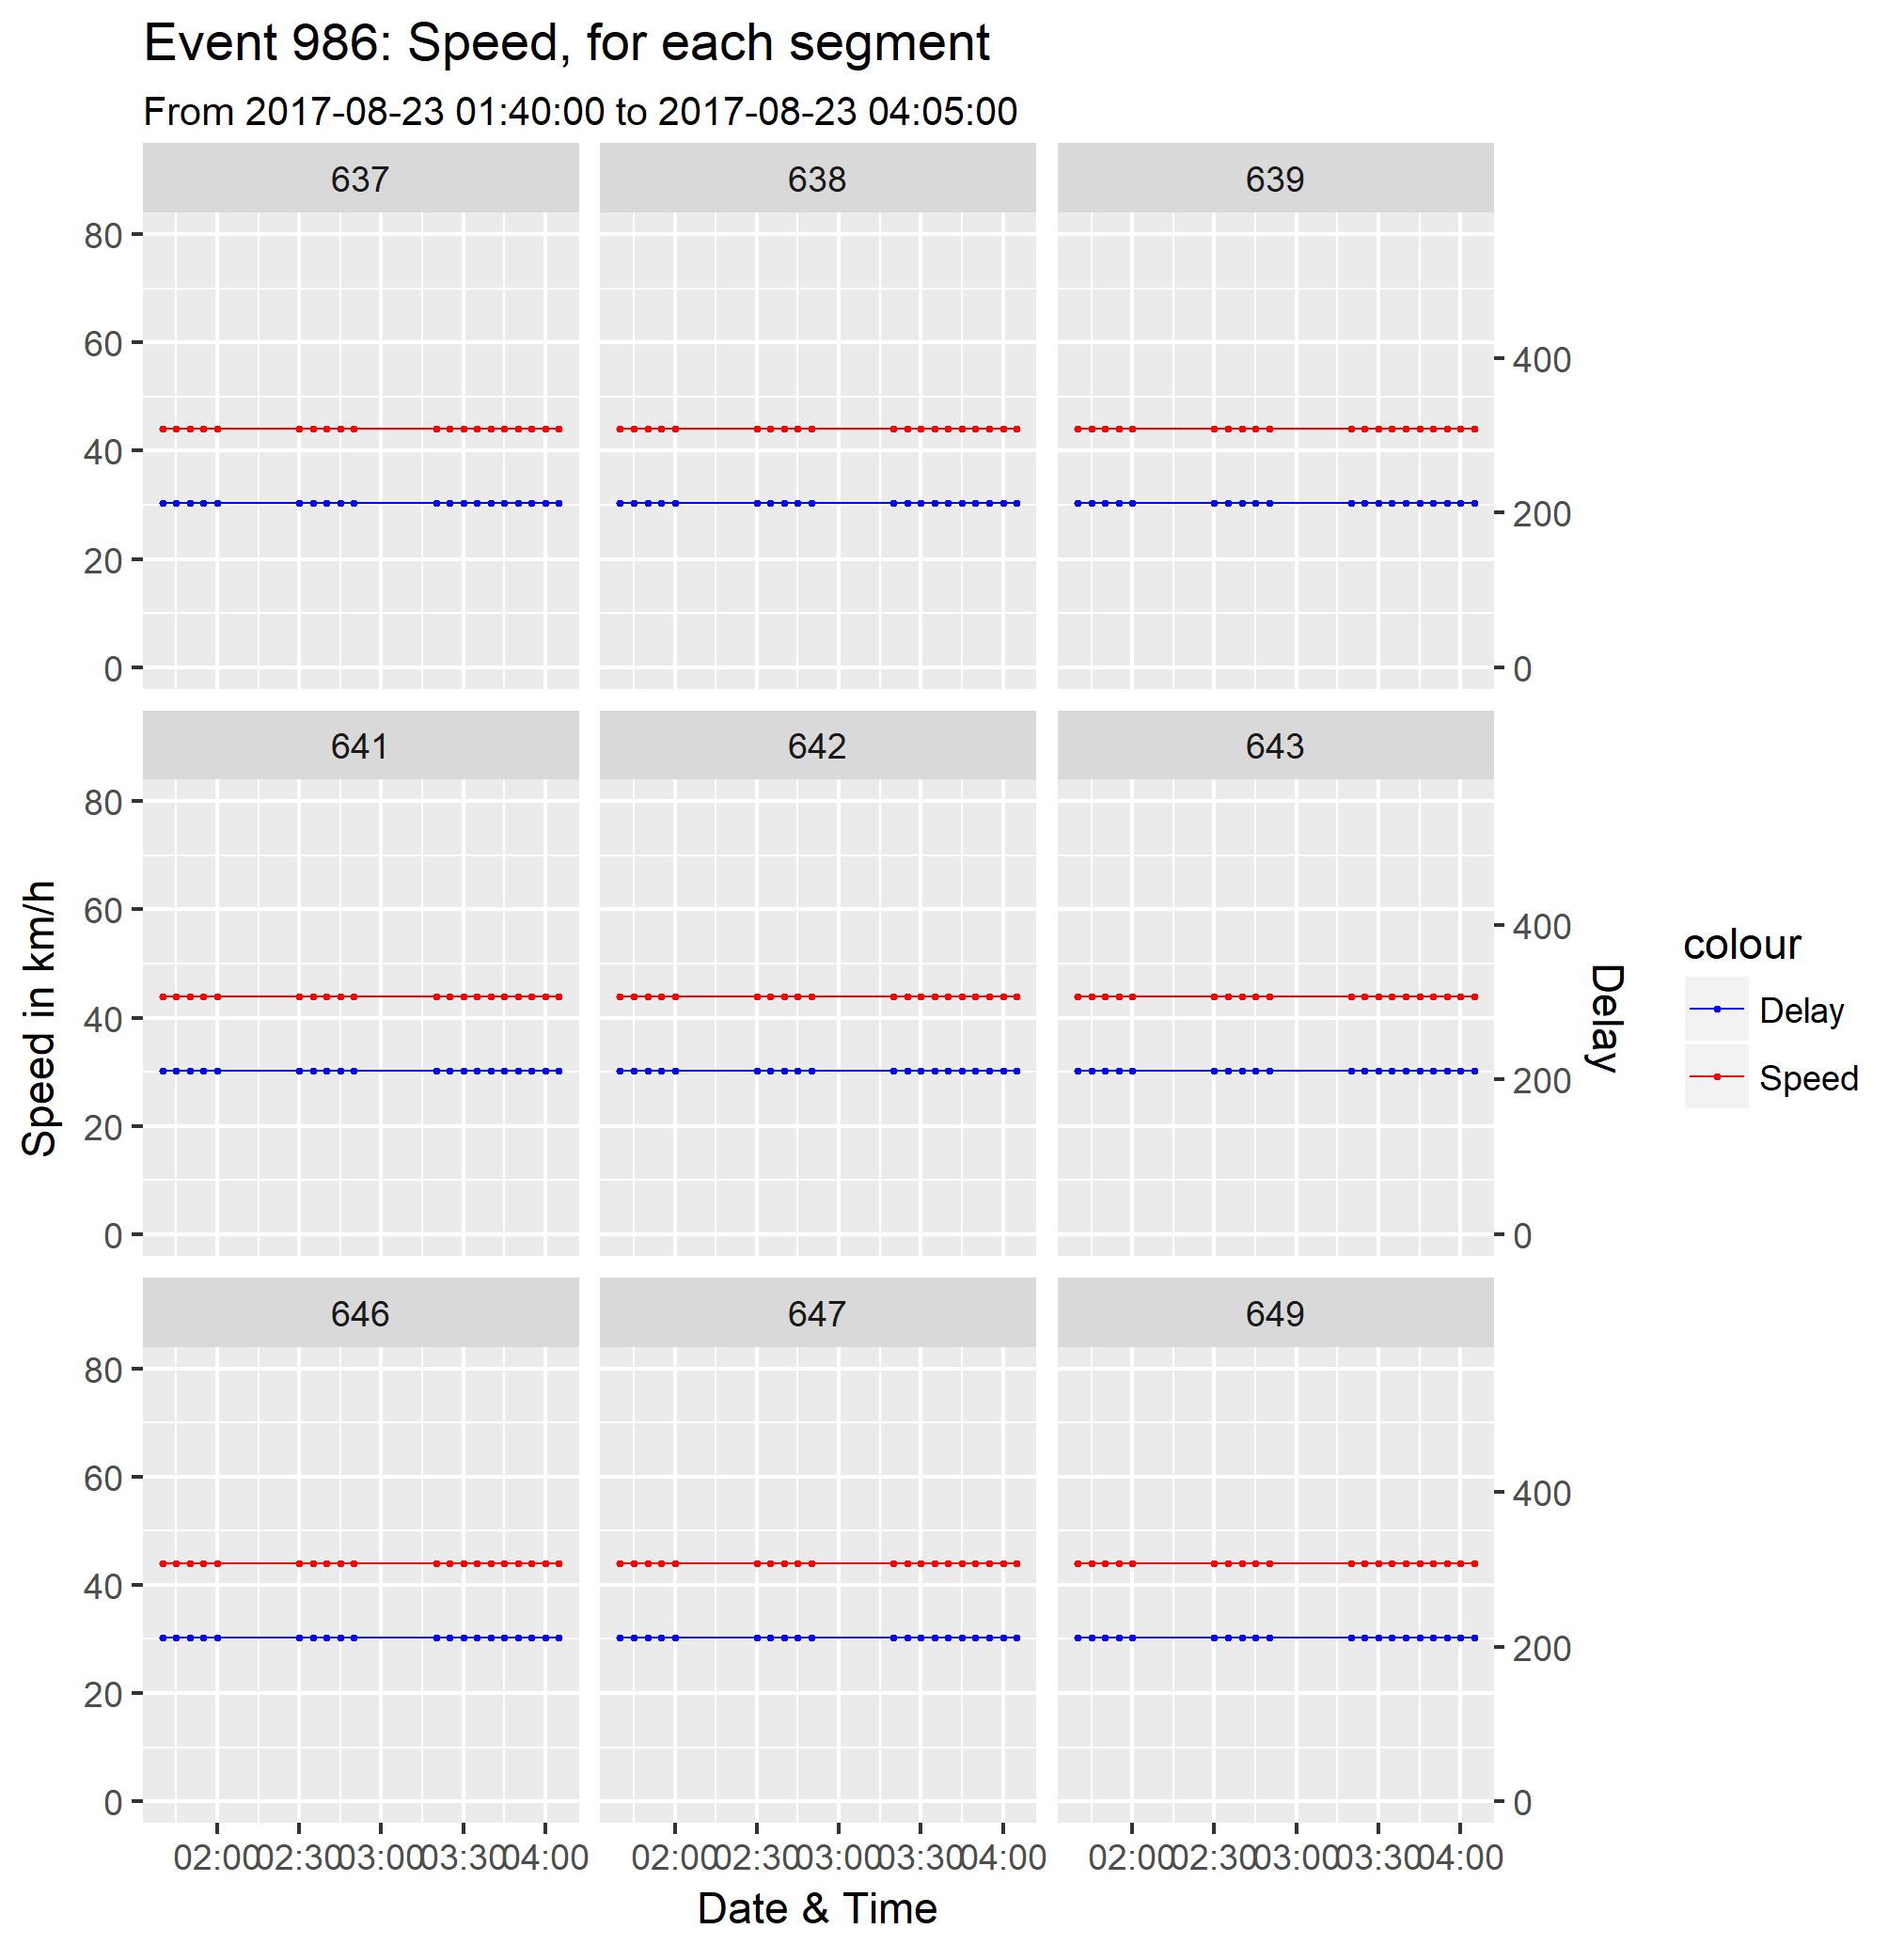 Event 986: Speed, for each segment
From 2017-08-23 01:40:00 to 2017-08-23 04:05:00
637 638 639
80
60
40
20
0
400
200
0
641 642 643
80
60
40
20
0
400
200
0
646 647 649
80
60
40
20
0
400
200
0
02:00 02:30 03:00 03:30 04:00 02:00 02:30 03:00 03:30 04:00 02:00 02:30 03:00 03:30 04:00
Date & Time
Speed in km/h
Delay
colour
Delay
Speed